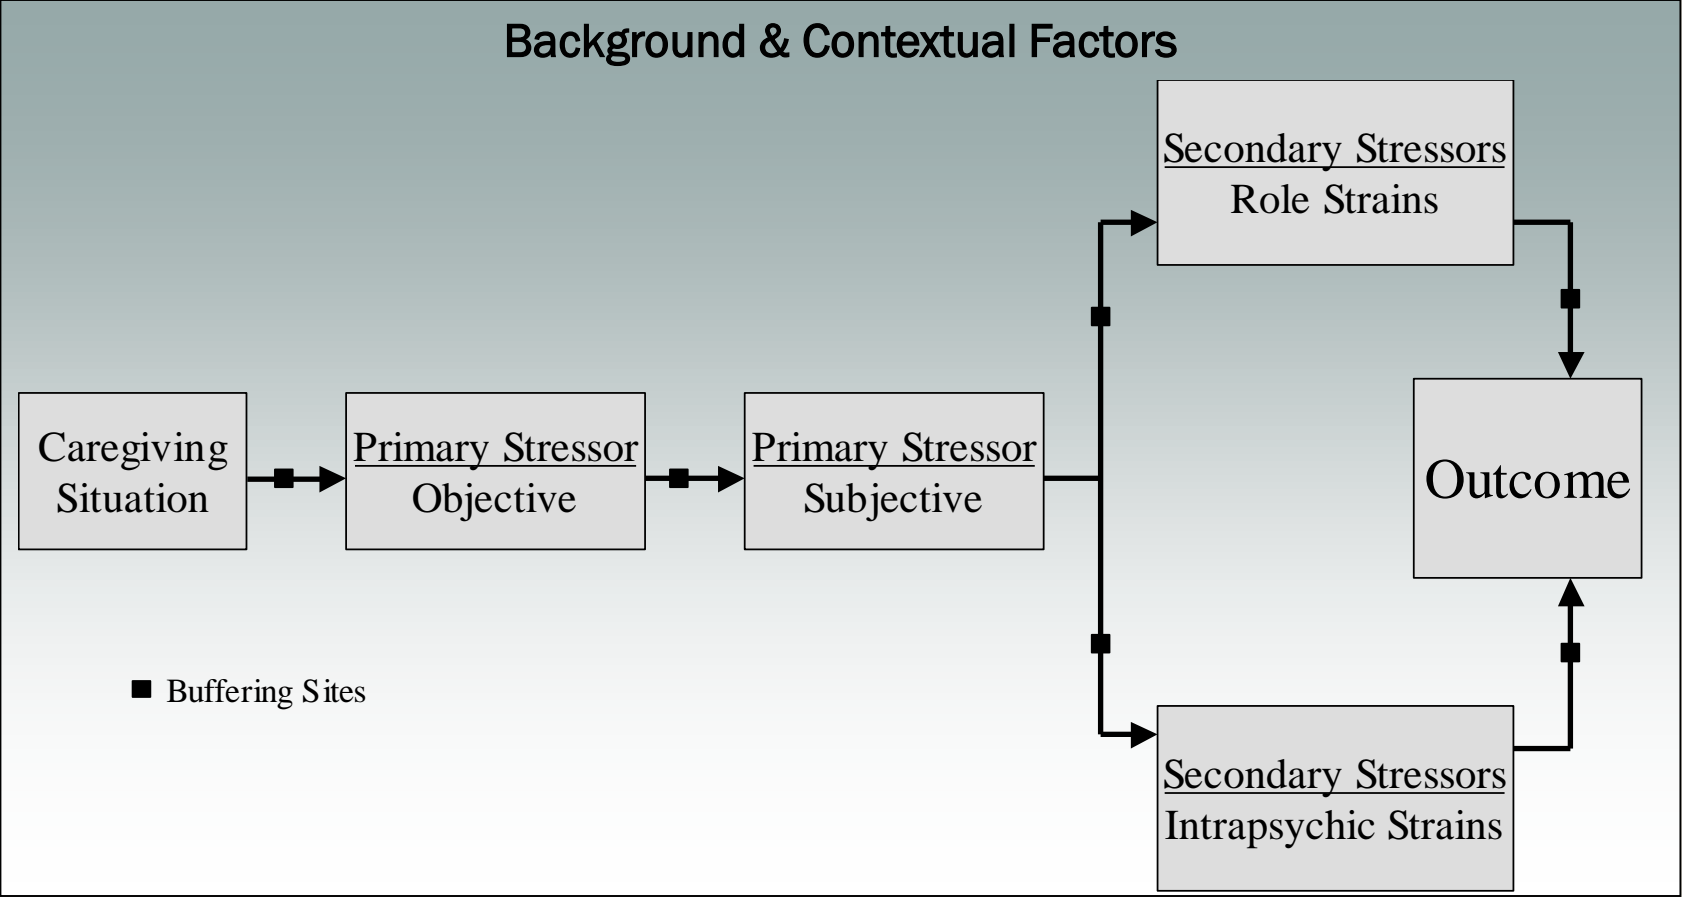 Background & Contextual Factors
Secondary Stressors
Role Strains
Caregiving
Situation
Primary Stressor
Objective
Primary Stressor
Subjective
Outcome
Buffering Sites
Secondary Stressors
Intrapsychic Strains